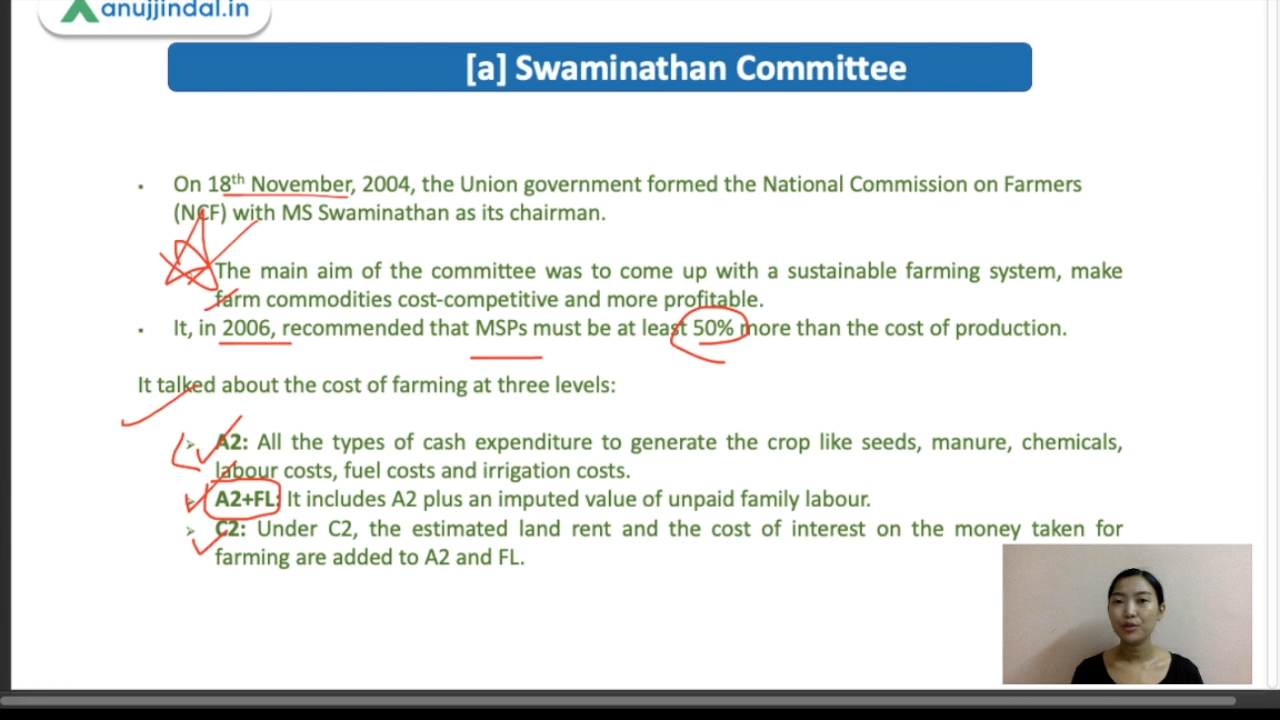 anujjindal.in
[a] Swaminathan Committee
▪ On 18th November, 2004, the Union government formed the National Commission on Farmers
(NCF) with MS Swaminathan as its chairman.
The main aim of the committee was to come up with a sustainable farming system, make
farm commodities cost-competitive and more profitable.
▪ It, in 2006, recommended that MSPs must be at least 50% more than the cost of production.
It talked about the cost of farming at three levels:
➢ A2: All the types of cash expenditure to generate the crop like seeds, manure, chemicals,
labour costs, fuel costs and irrigation costs.
➢ A2+FL: It includes A2 plus an imputed value of unpaid family labour.
➢ C2: Under C2, the estimated land rent and the cost of interest on the money taken for
farming are added to A2 and FL.